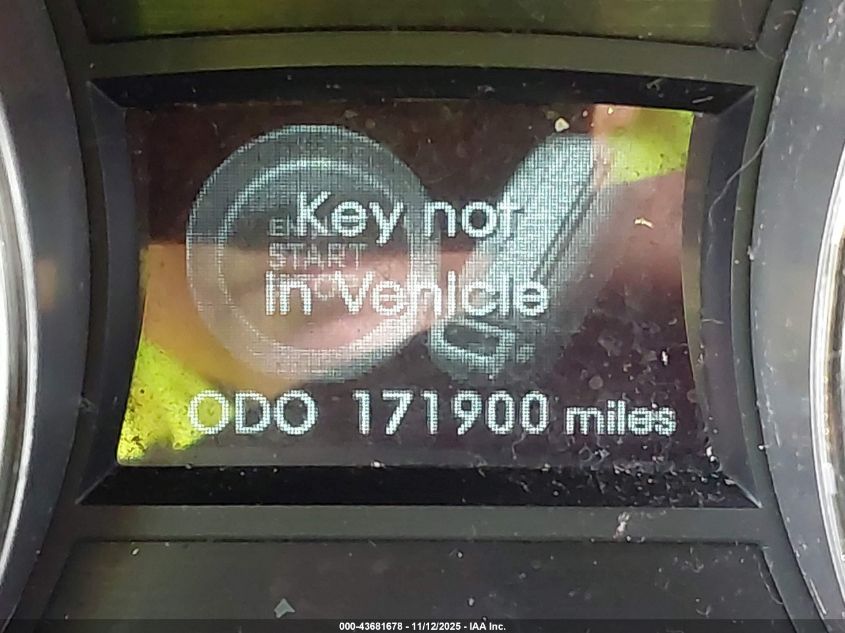 Key not
in Vehicle
START
ODO 171900 miles
000-43681678 - 11/12/2025 - IAA Inc.